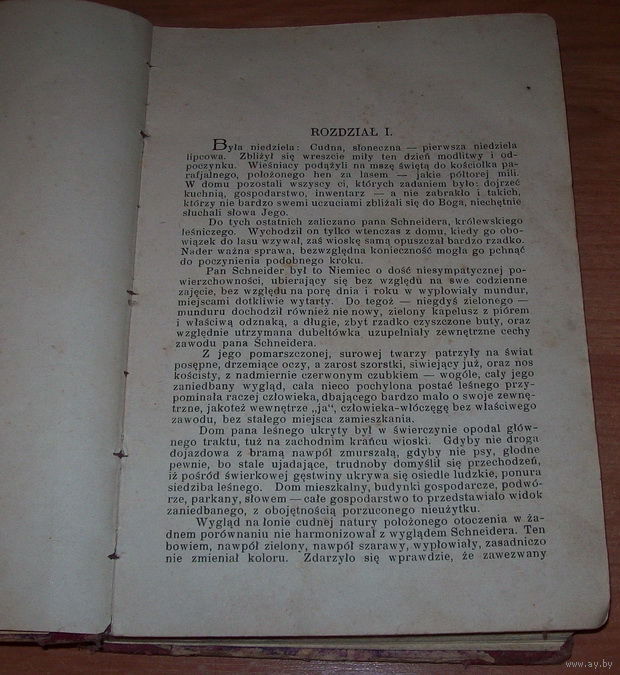 ROZDZIAŁ I.
Była niedziela: Cudna, słoneczna — pierwsza niedziela
lipcowa. Zbliżył się wreszcie miły ten dzień modlitwy i od-
poczynku. Wieśniacy podążyli na mszę świętą do kościołka pa-
rafjalnego, położonego hen za lasem — jakie półtorej mili.
W domu pozostali wszyscy ci, których zadaniem było: dojrzeć
kuchnią, gospodarstwo, inwentarz — a nie zabrakło i takich,
którzy nie bardzo swemi uczuciami zbliżali się do Boga, niechętnie
słuchali słowa Jego.
Do tych ostatnich zaliczano pana Schneidera, królewskiego
leśniczego. Wychodził on tylko wtenczas z domu, kiedy go obo-
wiązek do lasu wzywał, zaś wioskę samą opuszczał bardzo rzadko.
Nader ważna sprawa, bezwzględna konieczność mogła go pchnąć
do poczynienia podobnego kroku.
Pan Schneider był to Niemiec o dość niesympatycznej po-
wierzchowności, ubierający się bez względu na swe codzienne
zajęcie, bez względu na porę dnia i roku w wypłowiały mundur,
miejscami dotkliwie wytarty. Do tegoż — niegdyś zielonego —
munduru dochodził również nie nowy, zielony kapelusz z piórem
i właściwą odznaką, a długie, zbyt rzadko czyszczone buty, oraz
względnie utrzymana dubeltówka uzupełniały zewnętrzne cechy
zawodu pana Schneidera.
Z jego pomarszczonej, surowej twarzy patrzyły na świat
posępne, drzemiące oczy, a zarost szorstki, siwiejący już, oraz nos
kościsty, z nadmiernie czerwonym czubkiem — wogóle, cały jego
zaniedbany wygląd, cała nieco pochylona postać leśnego przy-
pominała raczej człowieka, dbającego bardzo mało o swoje zewnę-
trzne, jakoteż wewnętrzne „ja“, człowieka-włóczęgę bez właściwego
zawodu, bez stałego miejsca zamieszkania.
Dom pana leśnego ukryty był w świerczynie opodal głów-
nego traktu, tuż na zachodnim krańcu wioski. Gdyby nie droga
dojazdowa z bramą nawpół zmurszałą, gdyby nie psy, głodne
pewnie, bo stale ujadające, trudnoby domyślił się przechodzeń,
iż pośród świerkowej gęstwiny ukrywa się osiedle ludzkie, ponura
siedziba leśnego. Dom mieszkalny, budynki gospodarcze, podwó-
rze, parkany, słowem — całe gospodarstwo to przedstawiało widok
zaniedbanego, z obojętnością porzuconego nieużytku.
Wygląd na łonie cudnej natury położonego otoczenia w ża-
dnem porównaniu nie harmonizował z wyglądem Schneidera. Ten
bowiem, nawpół zielony, nawpół szarawy, wypłowiały, zasadniczo
nie zmieniał koloru. Zdarzyło się wprawdzie, że zawezwany
www.ay.by